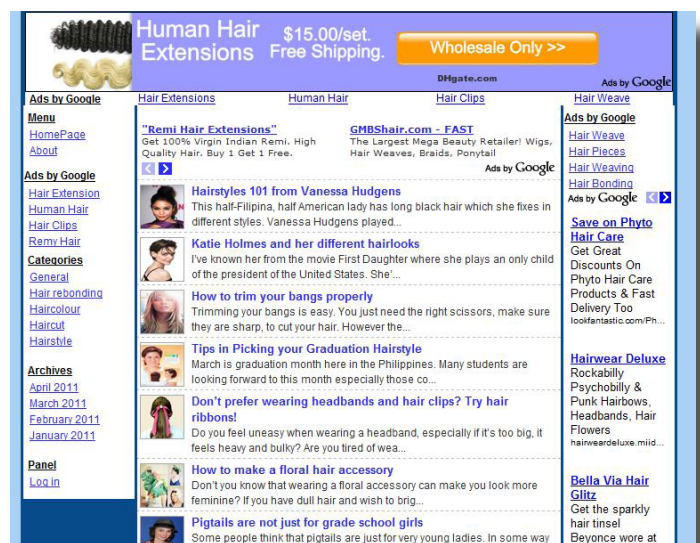 Human Hair
Extensions
$15.00/set.
Free Shipping.
Wholesale Only >>
DHgate.com
Ads by Google
Ads by Google
Hair Extensions
Human Hair
Hair Clips
Hair Weave
Menu
HomePage
About
Ads by Google
Hair Extension
Human Hair
Hair Clips
Remy Hair
Categories
General
Hair rebonding
Haircolour
Haircut
Hairstyle
Archives
April 2011
March 2011
February 2011
January 2011
Panel
Log in
"Remi Hair Extensions"
Get 100% Virgin Indian Remi. High
Quality Hair. Buy 1 Get 1 Free.
GMBShair.com - FAST
The Largest Mega Beauty Retailer! Wigs,
Hair Weaves, Braids, Ponytail
Ads by Google
Hairstyles 101 from Vanessa Hudgens
This half-Filipina, half American lady has long black hair which she fixes in
different styles. Vanessa Hudgens played...
Katie Holmes and her different hairlooks
I've known her from the movie First Daughter where she plays an only child
of the president of the United States. She'...
How to trim your bangs properly
Trimming your bangs is easy. You just need the right scissors, make sure
they are sharp, to cut your hair. However the...
Tips in Picking your Graduation Hairstyle
March is graduation month here in the Philippines. Many students are
looking forward to this month especially those co...
Don't prefer wearing headbands and hair clips? Try hair
ribbons!
Do you feel uneasy when wearing a headband, especially if it's too big, it
feels heavy and bulky? Are you tired of wea...
How to make a floral hair accessory
Don't you know that wearing a floral accessory can make you look more
feminine? If you have dull hair and wish to brig...
Pigtails are not just for grade school girls
Some people think that pigtails are just for very young ladies. In some way
Ads by Google
Hair Weave
Hair Pieces
Hair Weaving
Hair Bonding
Ads by Google
Save on Phyto
Hair Care
Get Great
Discounts On
Phyto Hair Care
Products & Fast
Delivery Too
lookfantastic.com/Ph...
Hairwear Deluxe
Rockabilly
Psychobilly &
Punk Hairbows,
Headbands, Hair
Flowers
hairweardeluxe.miid...
Bella Via Hair
Glitz
Get the sparkly
hair tinsel
Beyonce wore at